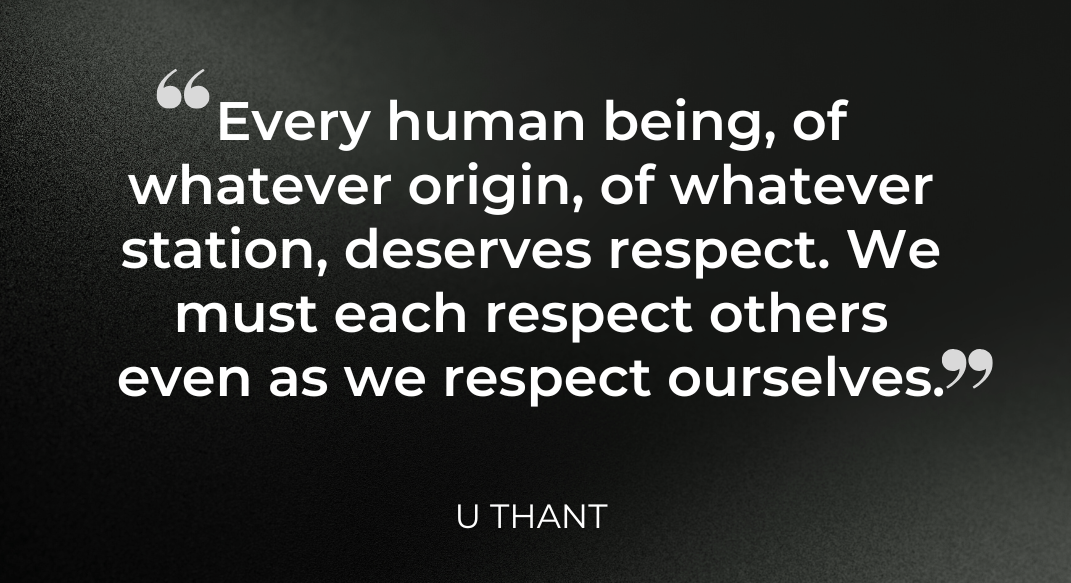 “Every human being, of
whatever origin, of whatever
station, deserves respect. We
must each respect others
even as we respect ourselves.”
U THANT